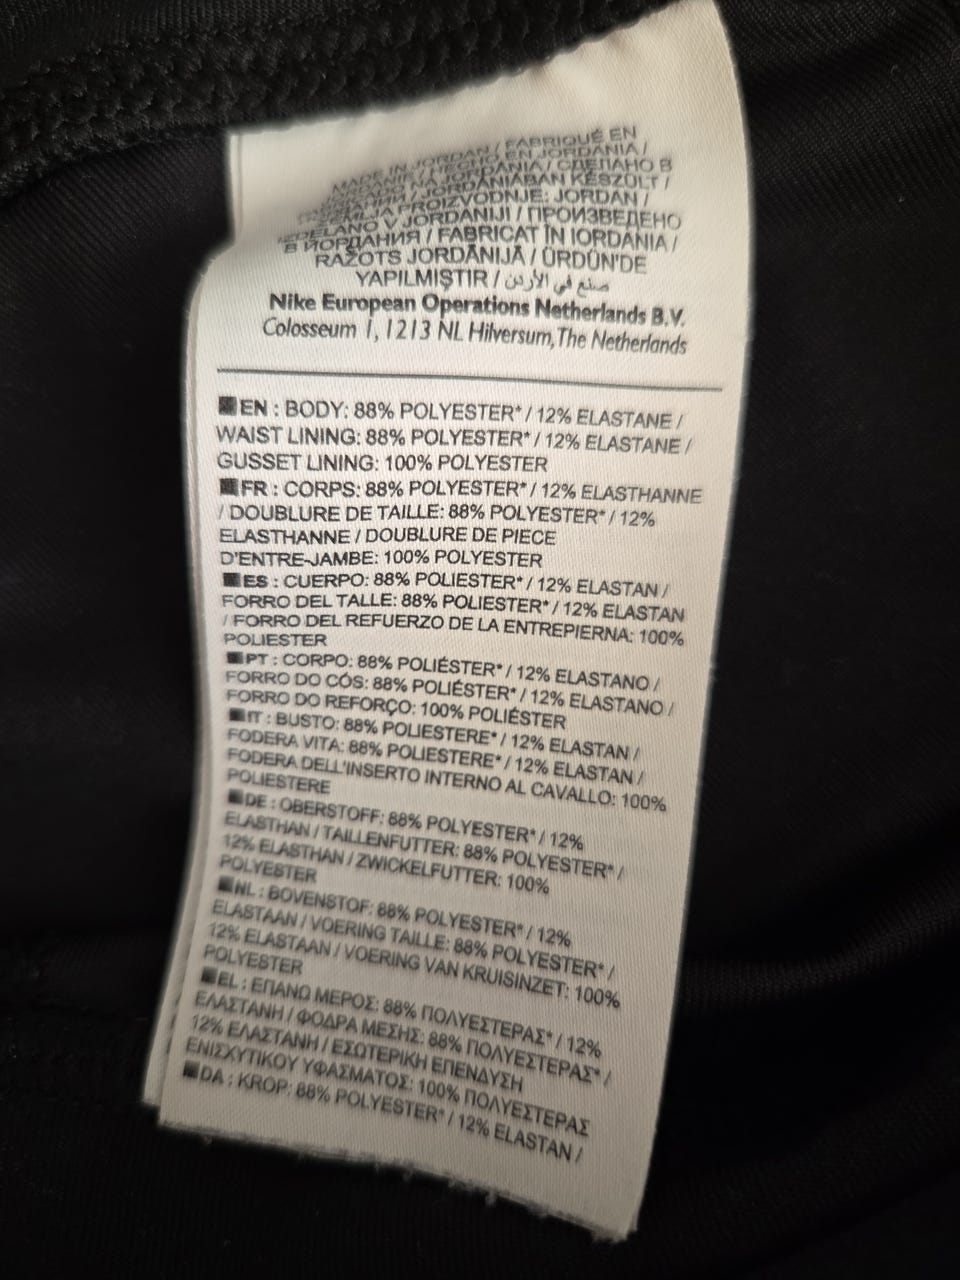 MADE IN JORDAN / FABRIQUÉ EN
JORDANIE / HECHO EN JORDANIA /
NA JORDÂNIA / СДЕЛАНО В
/ JORDÁNIÁBAN KÉSZÜLT /
ZEMLJA PROIZVODNJE: JORDAN /
IZDELANO V JORDANIJI / ПРОИЗВЕДЕНО
В ЙОРДАНИЯ / FABRICAT ÎN IORDANIA /
RAŽOTS JORDĀNIJĀ / ÜRDÜN'DE
YAPILMIŞTIR / صنع في الأردن
Nike European Operations Netherlands B.V.
Colosseum 1, 1213 NL Hilversum, The Netherlands
EN : BODY: 88% POLYESTER* / 12% ELASTANE /
WAIST LINING: 88% POLYESTER* / 12% ELASTANE /
GUSSET LINING: 100% POLYESTER
FR : CORPS: 88% POLYESTER* / 12% ELASTHANNE
/ DOUBLURE DE TAILLE: 88% POLYESTER* / 12%
ELASTHANNE / DOUBLURE DE PIECE
D'ENTRE-JAMBE: 100% POLYESTER
ES : CUERPO: 88% POLIESTER* / 12% ELASTAN /
FORRO DEL TALLE: 88% POLIESTER* / 12% ELASTAN
/ FORRO DEL REFUERZO DE LA ENTREPIERNA: 100%
POLIESTER
PT : CORPO: 88% POLIÉSTER* / 12% ELASTANO /
FORRO DO CÓS: 88% POLIÉSTER* / 12% ELASTANO /
FORRO DO REFORÇO: 100% POLIÉSTER
IT : BUSTO: 88% POLIESTERE* / 12% ELASTAN /
FODERA VITA: 88% POLIESTERE* / 12% ELASTAN /
FODERA DELL'INSERTO INTERNO AL CAVALLO: 100%
POLIESTERE
DE : OBERSTOFF: 88% POLYESTER* / 12%
ELASTHAN / TAILLENFUTTER: 88% POLYESTER* /
12% ELASTHAN / ZWICKELFUTTER: 100%
POLYESTER
NL : BOVENSTOF: 88% POLYESTER* / 12%
ELASTAAN / VOERING TAILLE: 88% POLYESTER* /
12% ELASTAAN / VOERING VAN KRUISINZET: 100%
POLYESTER
EL : ΕΠΑΝΩ ΜΕΡΟΣ: 88% ΠΟΛΥΕΣΤΕΡΑΣ* / 12%
ΕΛΑΣΤΑΝΗ / ΦΟΔΡΑ ΜΕΣΗΣ: 88% ΠΟΛΥΕΣΤΕΡΑΣ* /
12% ΕΛΑΣΤΑΝΗ / ΕΣΩΤΕΡΙΚΗ ΕΠΕΝΔΥΣΗ
ΕΝΙΣΧΥΤΙΚΟΥ ΥΦΑΣΜΑΤΟΣ: 100% ΠΟΛΥΕΣΤΕΡΑΣ
DA : KROP: 88% POLYESTER* / 12% ELASTAN /